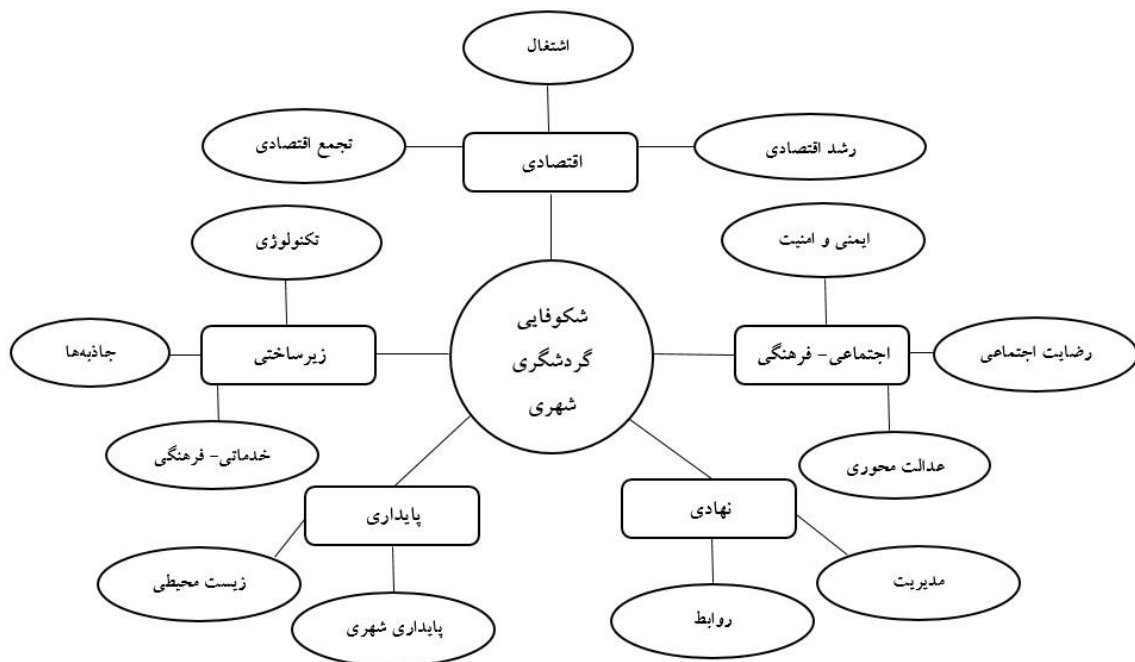 اشتغال
رشد اقتصادی
تجمع اقتصادی
اقتصادی
ایمنی و امنیت
تکنولوژی
شکوفایی
گردشگری
شهری
رضایت اجتماعی
اجتماعی- فرهنگی
زیرساختی
جاذبه‌ها
عدالت محوری
خدماتی- فرهنگی
نهادی
پایداری
مدیریت
زیست محیطی
روابط
پایداری شهری